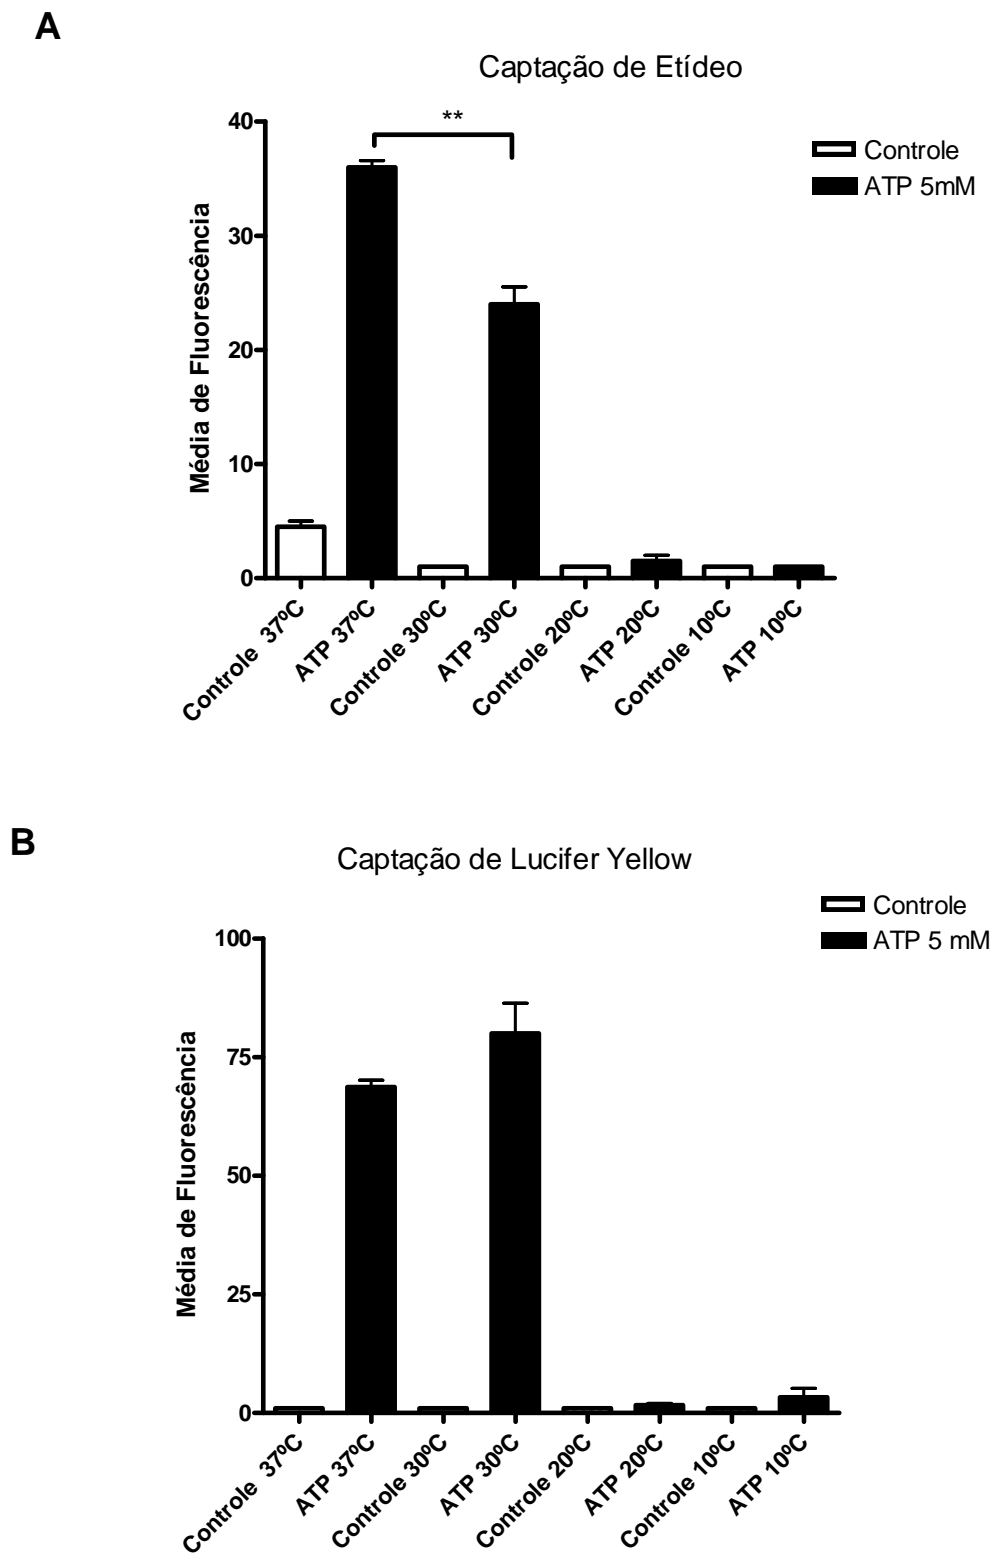 A
Captação de Etídeo
**
Controle
ATP 5mM
Média de Fluorescência
40
30
20
10
0
Controle 37ºC
ATP 37ºC
Controle 30ºC
ATP 30ºC
Controle 20ºC
ATP 20ºC
Controle 10ºC
ATP 10ºC
B
Captação de Lucifer Yellow
Controle
ATP 5 mM
Média de Fluorescência
100
75
50
25
0
Controle 37ºC
ATP 37ºC
Controle 30ºC
ATP 30ºC
Controle 20ºC
ATP 20ºC
Controle 10ºC
ATP 10ºC